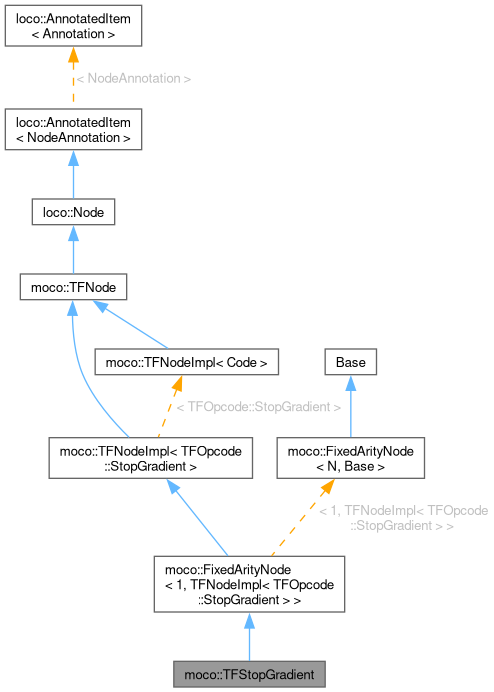 loco::AnnotatedItem
< Annotation >
< NodeAnnotation >
loco::AnnotatedItem
< NodeAnnotation >
loco::Node
moco::TFNode
moco::TFNodeImpl< Code >
Base
< TFOpcode::StopGradient >
moco::TFNodeImpl< TFOpcode
::StopGradient >
moco::FixedArityNode
< N, Base >
< 1, TFNodeImpl< TFOpcode
::StopGradient > >
moco::FixedArityNode
< 1, TFNodeImpl< TFOpcode
::StopGradient > >
moco::TFStopGradient